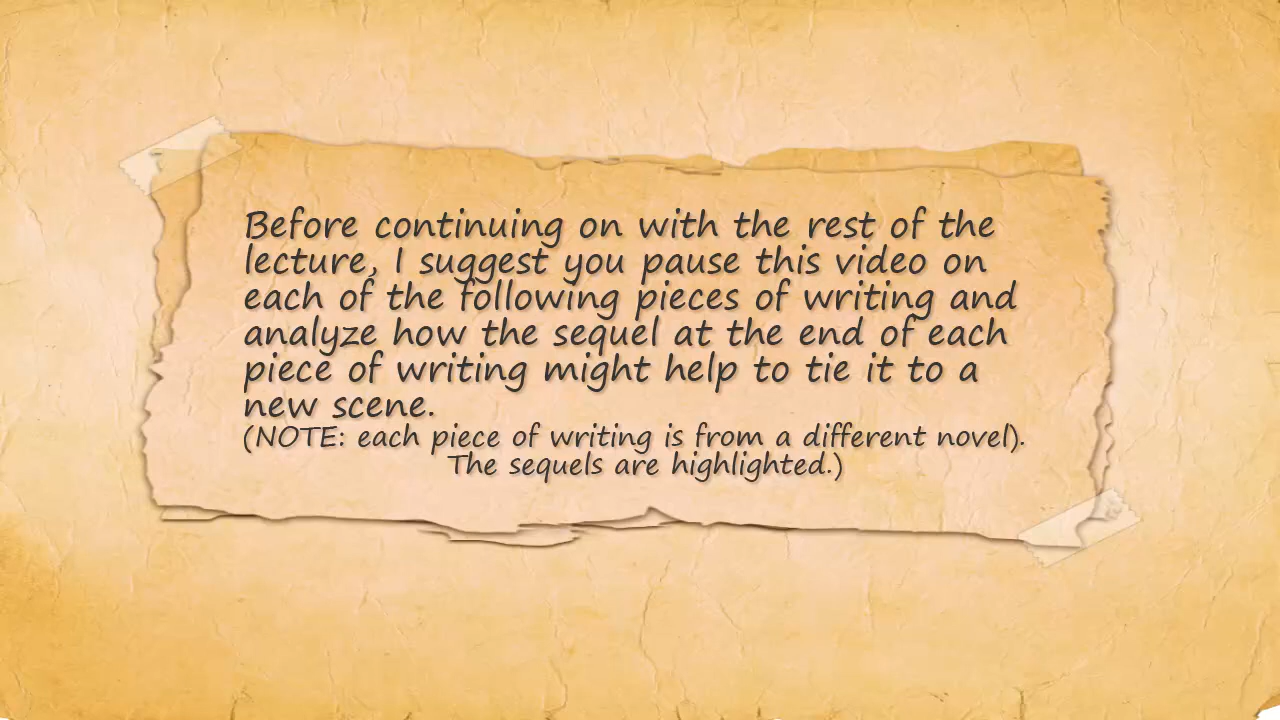 Before continuing on with the rest of the
lecture, I suggest you pause this video on
each of the following pieces of writing and
analyze how the sequel at the end of each
piece of writing might help to tie it to a
new scene.
(NOTE: each piece of writing is from a different novel).
The sequels are highlighted.)